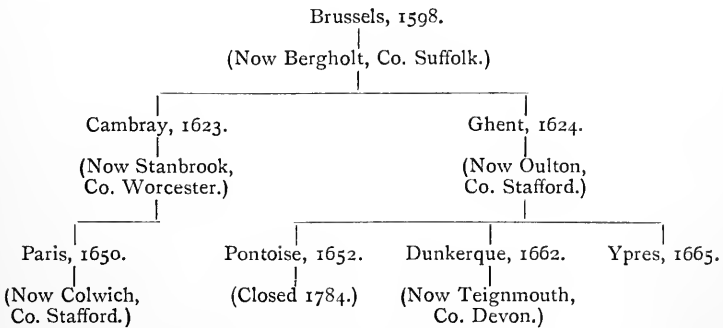 Brussels, 1598.
(Now Bergholt, Co. Suffolk.)
Cambray, 1623.
(Now Stanbrook,
Co. Worcester.)
Ghent, 1624.
(Now Oulton,
Co. Stafford.)
Paris, 1650.
(Now Colwich,
Co. Stafford.)
Pontoise, 1652.
(Closed 1784.)
Dunkerque, 1662.
(Now Teignmouth,
Co. Devon.)
Ypres, 1665.